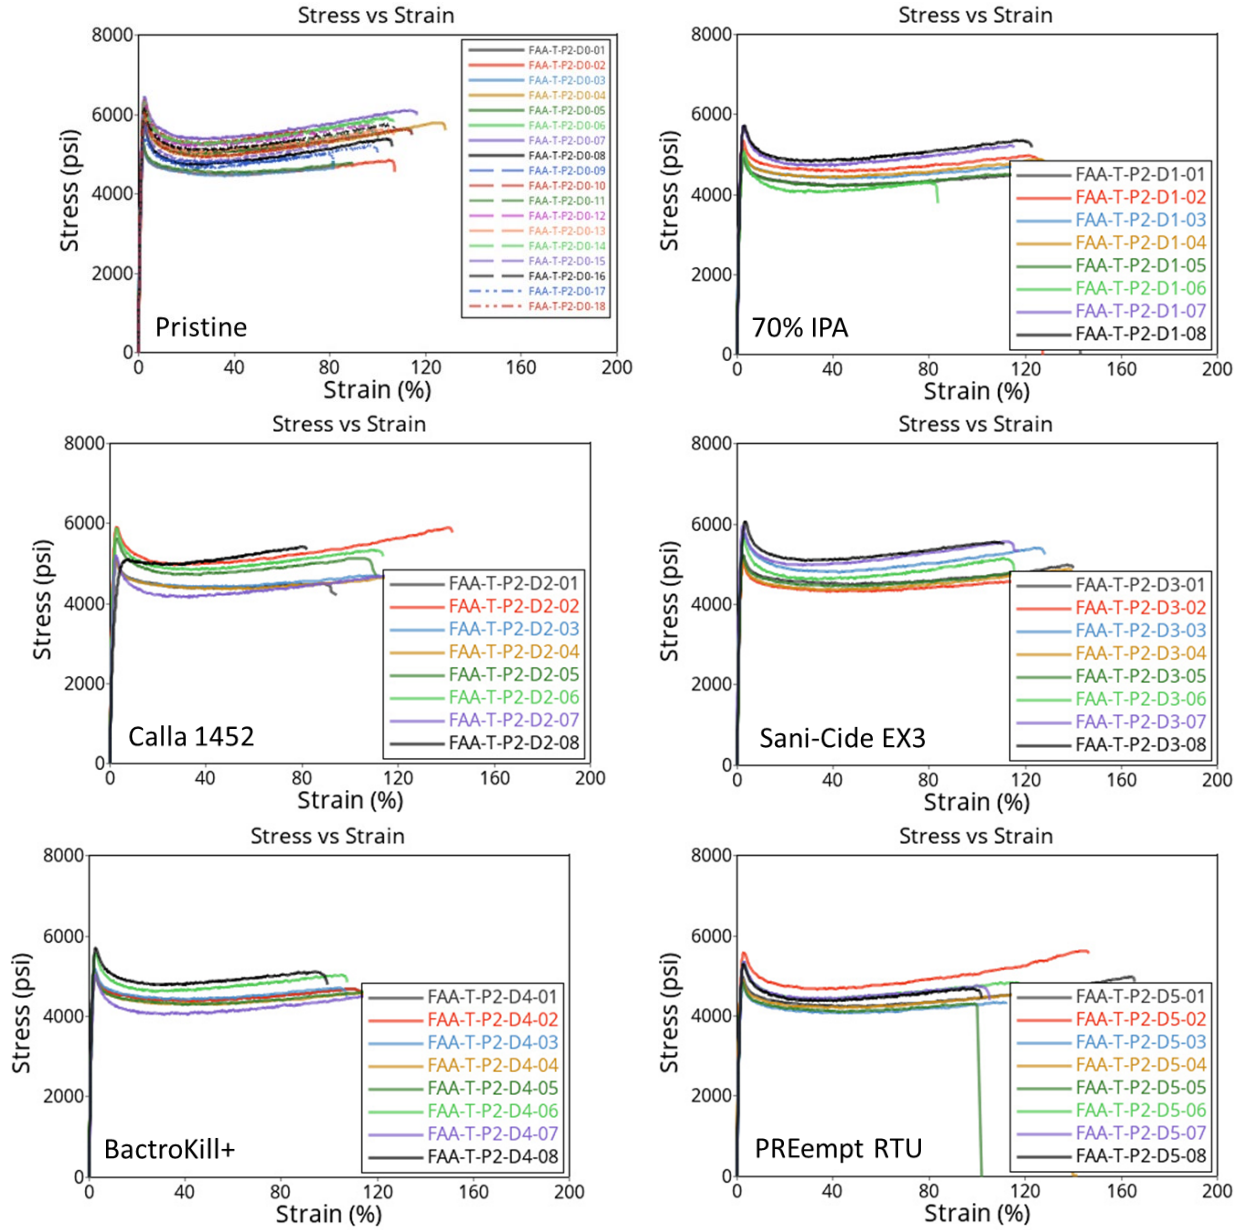 Stress vs Strain
8000
6000
4000
2000
0
Stress (psi)
0 40 80 120 160 200
Strain (%)
FAA-T-P2-D0-01
FAA-T-P2-D0-02
FAA-T-P2-D0-03
FAA-T-P2-D0-04
FAA-T-P2-D0-05
FAA-T-P2-D0-06
FAA-T-P2-D0-07
FAA-T-P2-D0-08
FAA-T-P2-D0-09
FAA-T-P2-D0-10
FAA-T-P2-D0-11
FAA-T-P2-D0-12
FAA-T-P2-D0-13
FAA-T-P2-D0-14
FAA-T-P2-D0-15
FAA-T-P2-D0-16
FAA-T-P2-D0-17
FAA-T-P2-D0-18
Pristine
Stress vs Strain
8000
6000
4000
2000
0
Stress (psi)
0 40 80 120 160 200
Strain (%)
FAA-T-P2-D1-01
FAA-T-P2-D1-02
FAA-T-P2-D1-03
FAA-T-P2-D1-04
FAA-T-P2-D1-05
FAA-T-P2-D1-06
FAA-T-P2-D1-07
FAA-T-P2-D1-08
70% IPA
Stress vs Strain
8000
6000
4000
2000
0
Stress (psi)
0 40 80 120 160 200
Strain (%)
FAA-T-P2-D2-01
FAA-T-P2-D2-02
FAA-T-P2-D2-03
FAA-T-P2-D2-04
FAA-T-P2-D2-05
FAA-T-P2-D2-06
FAA-T-P2-D2-07
FAA-T-P2-D2-08
Calla 1452
Stress vs Strain
8000
6000
4000
2000
0
Stress (psi)
0 40 80 120 160 200
Strain (%)
FAA-T-P2-D3-01
FAA-T-P2-D3-02
FAA-T-P2-D3-03
FAA-T-P2-D3-04
FAA-T-P2-D3-05
FAA-T-P2-D3-06
FAA-T-P2-D3-07
FAA-T-P2-D3-08
Sani-Cide EX3
Stress vs Strain
8000
6000
4000
2000
0
Stress (psi)
0 40 80 120 160 200
Strain (%)
FAA-T-P2-D4-01
FAA-T-P2-D4-02
FAA-T-P2-D4-03
FAA-T-P2-D4-04
FAA-T-P2-D4-05
FAA-T-P2-D4-06
FAA-T-P2-D4-07
FAA-T-P2-D4-08
BactroKill+
Stress vs Strain
8000
6000
4000
2000
0
Stress (psi)
0 40 80 120 160 200
Strain (%)
FAA-T-P2-D5-01
FAA-T-P2-D5-02
FAA-T-P2-D5-03
FAA-T-P2-D5-04
FAA-T-P2-D5-05
FAA-T-P2-D5-06
FAA-T-P2-D5-07
FAA-T-P2-D5-08
PREempt RTU